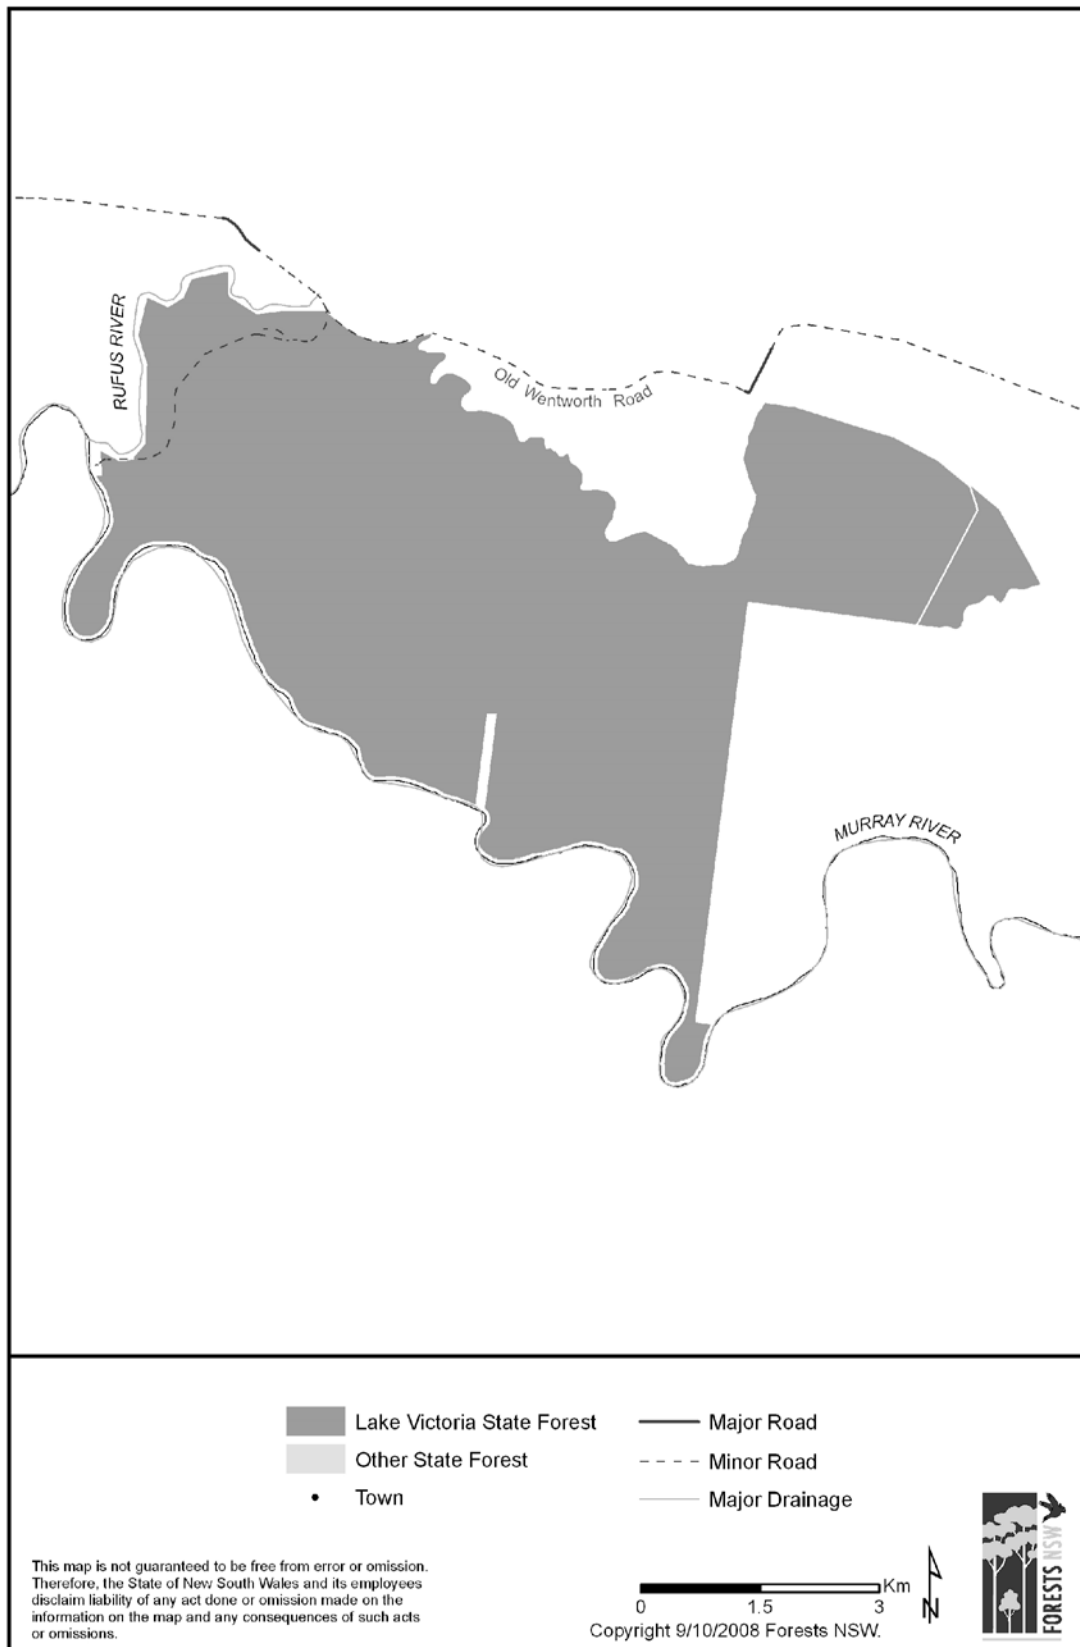 RUFUS RIVER
Old Wentworth Road
MURRAY RIVER
Lake Victoria State Forest
Other State Forest
Town
Major Road
Minor Road
Major Drainage
This map is not guaranteed to be free from error or omission.
Therefore, the State of New South Wales and its employees
disclaim liability of any act done or omission made on the
information on the map and any consequences of such acts
or omissions.
Km
0 1.5 3
Copyright 9/10/2008 Forests NSW.
N
FORESTS NSW